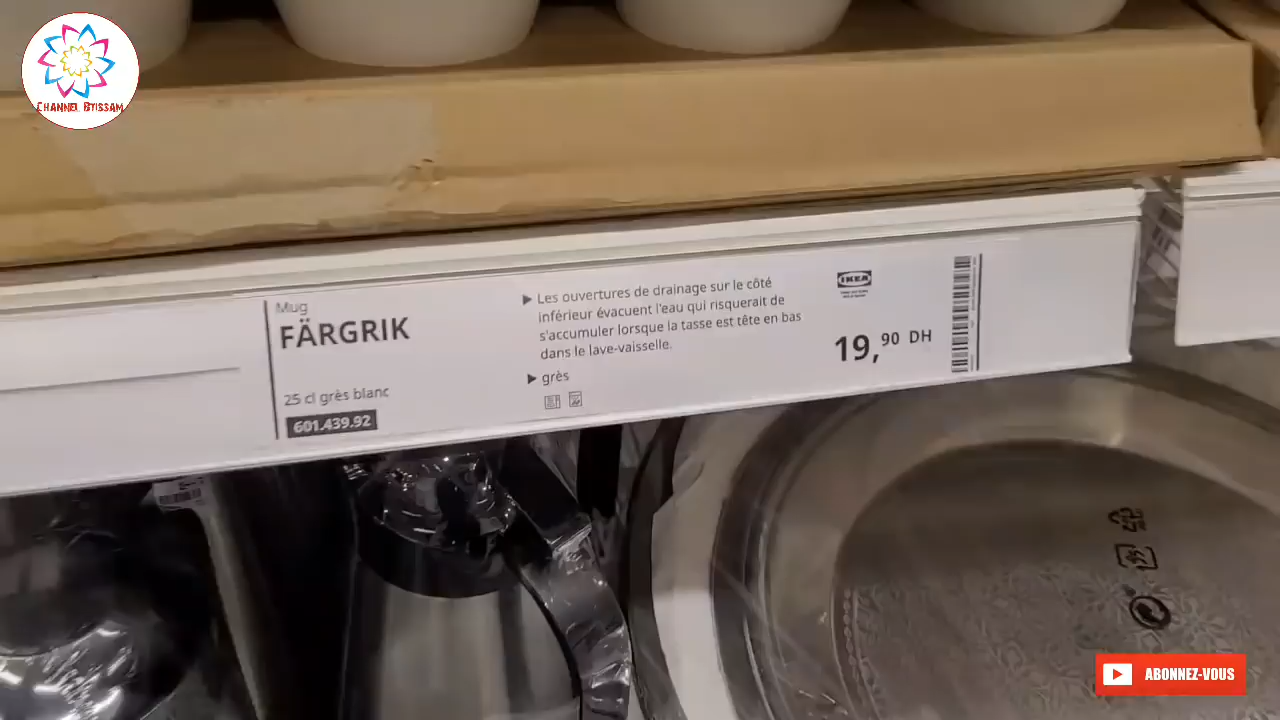 CHANNEL BTISSAM
Mug
FÄRGRIK
25 cl grès blanc
601.439.92
▶ Les ouvertures de drainage sur le côté
inférieur évacuent l'eau qui risquerait de
s'accumuler lorsque la tasse est tête en bas
dans le lave-vaisselle.
▶ grès
IKEA
19,90 DH
ABONNEZ-VOUS